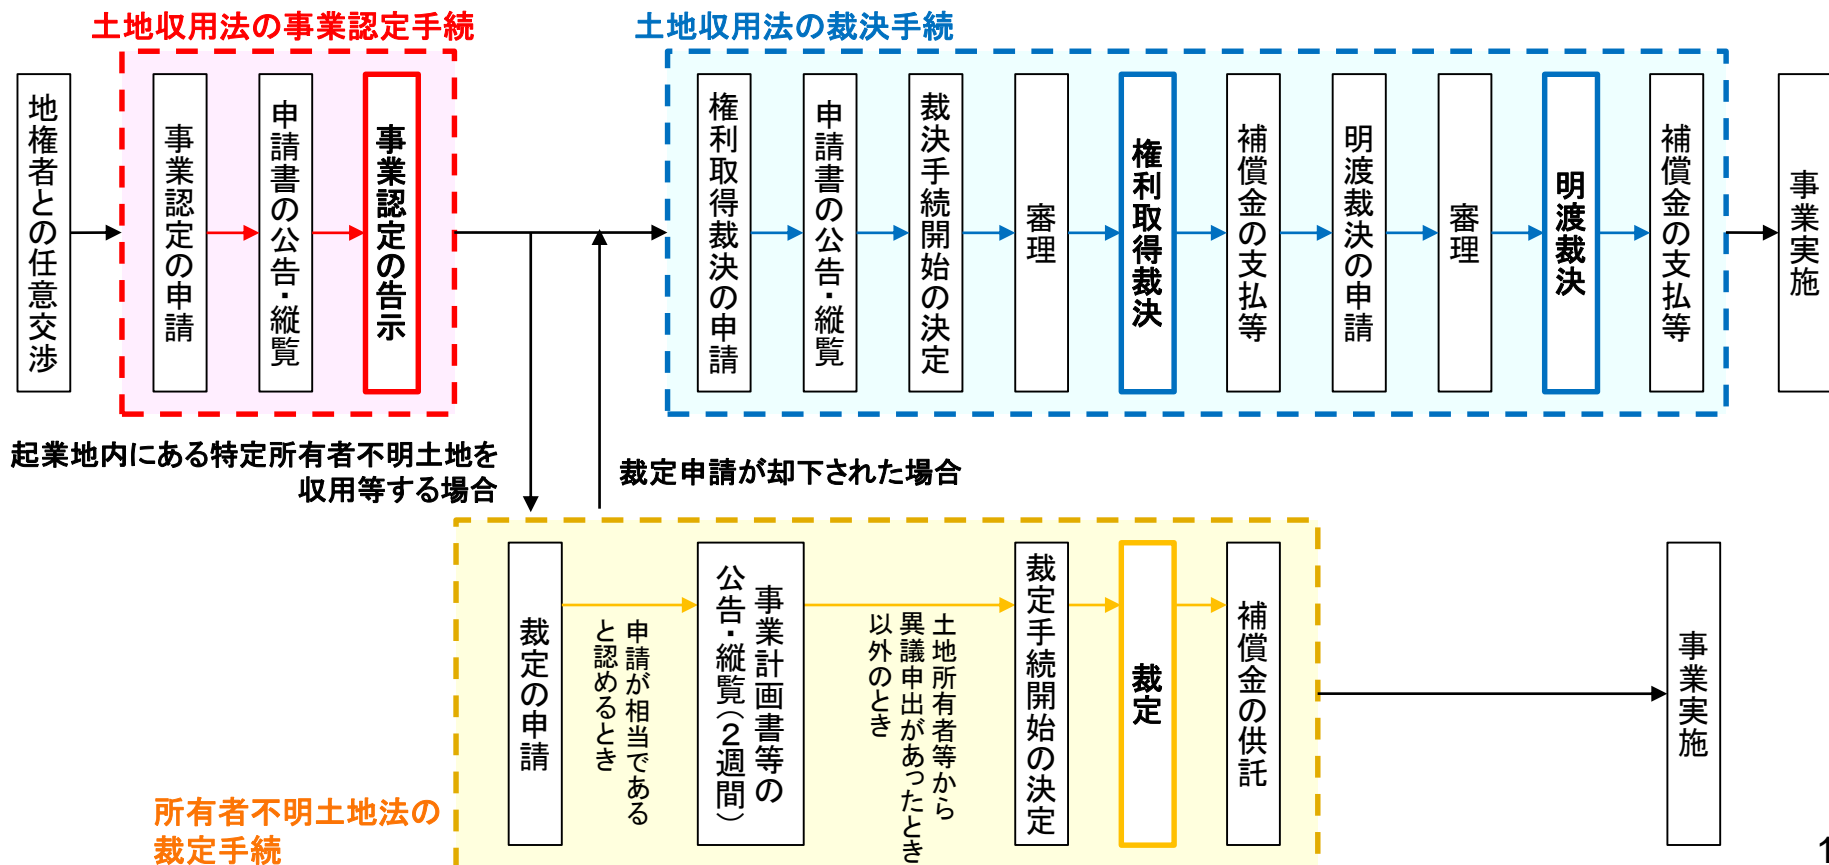 土地収用法の事業認定手続
土地収用法の裁決手続
地権者との任意交渉
事業認定の申請
申請書の公告・縦覧
事業認定の告示
権利取得裁決の申請
申請書の公告・縦覧
裁決手続開始の決定
審理
権利取得裁決
補償金の支払等
明渡裁決の申請
審理
明渡裁決
補償金の支払等
事業実施
起業地内にある特定所有者不明土地を
収用等する場合
裁定申請が却下された場合
裁定の申請
申請が相当である
と認めるとき
事業計画書等の
公告・縦覧(2週間)
土地所有者等から
異議申出があったとき
以外のとき
裁定手続開始の決定
裁定
補償金の供託
事業実施
所有者不明土地法の
裁定手続
1